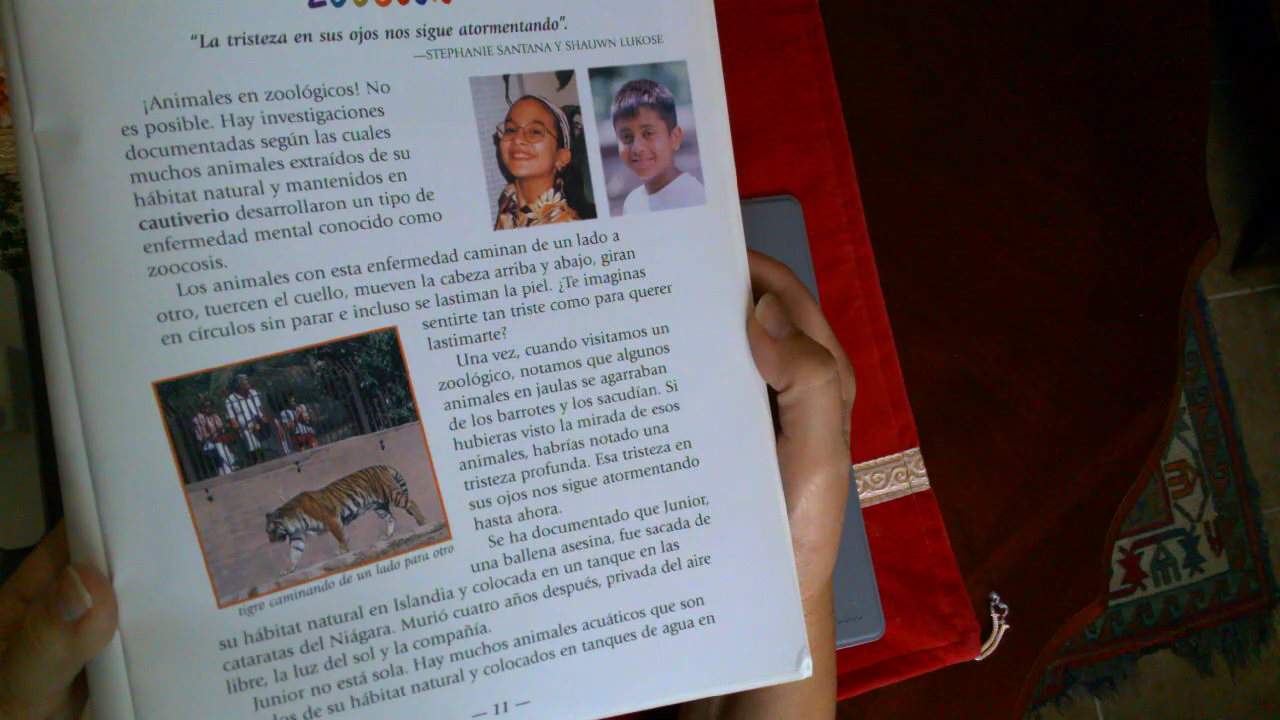 "La tristeza en sus ojos nos sigue atormentando".
—STEPHANIE SANTANA Y SHAUWN LUKOSE
¡Animales en zoológicos! No
es posible. Hay investigaciones
documentadas según las cuales
muchos animales extraídos de su
hábitat natural y mantenidos en
cautiverio desarrollaron un tipo de
enfermedad mental conocido como
zoocosis.
Los animales con esta enfermedad caminan de un lado a
otro, tuercen el cuello, mueven la cabeza arriba y abajo, giran
en círculos sin parar e incluso se lastiman la piel. ¿Te imaginas
sentirte tan triste como para querer
lastimarte?
Una vez, cuando visitamos un
zoológico, notamos que algunos
animales en jaulas se agarraban
de los barrotes y los sacudían. Si
hubieras visto la mirada de esos
animales, habrías notado una
tristeza profunda. Esa tristeza en
sus ojos nos sigue atormentando
hasta ahora.
tigre caminando de un lado para otro
Se ha documentado que Junior,
una ballena asesina, fue sacada de
su hábitat natural en Islandia y colocada en un tanque en las
cataratas del Niágara. Murió cuatro años después, privada del aire
libre, la luz del sol y la compañía.
Junior no está sola. Hay muchos animales acuáticos que son
de su hábitat natural y colocados en tanques de agua en
— 11 —